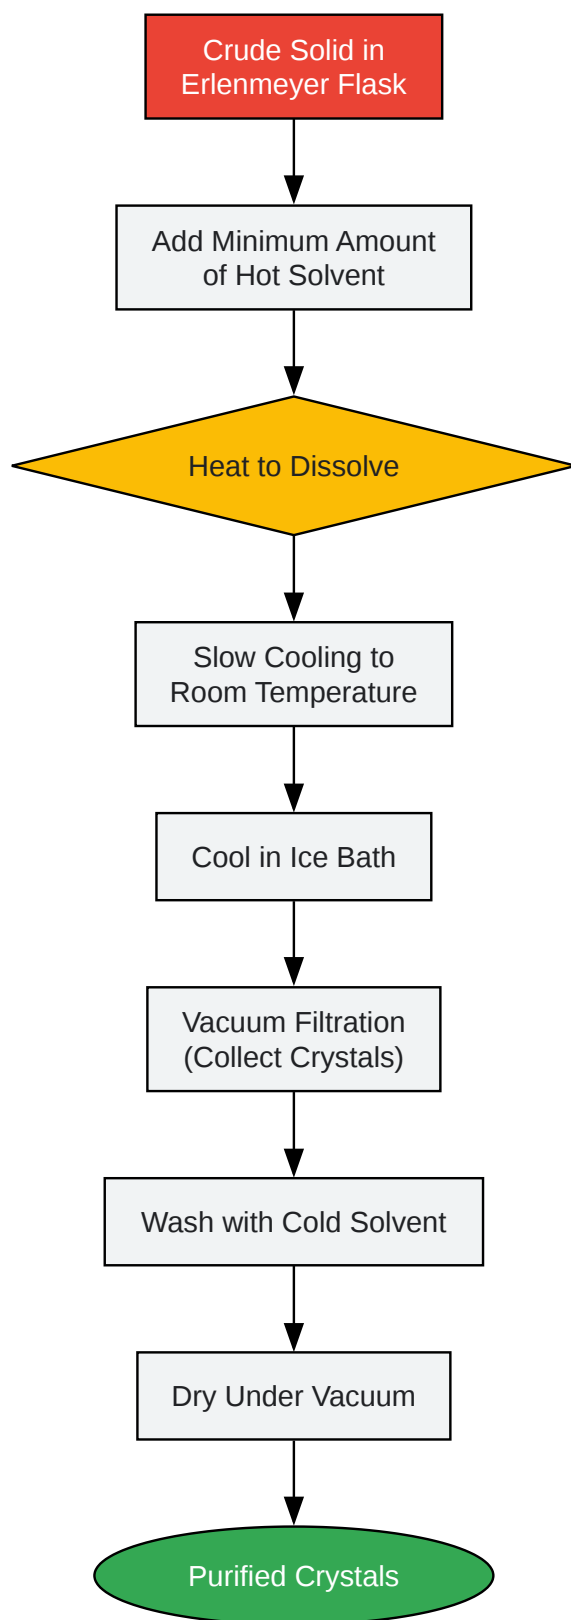 Crude Solid in
Erlenmeyer Flask
Add Minimum Amount
of Hot Solvent
Heat to Dissolve
Slow Cooling to
Room Temperature
Cool in Ice Bath
Vacuum Filtration
(Collect Crystals)
Wash with Cold Solvent
Dry Under Vacuum
Purified Crystals